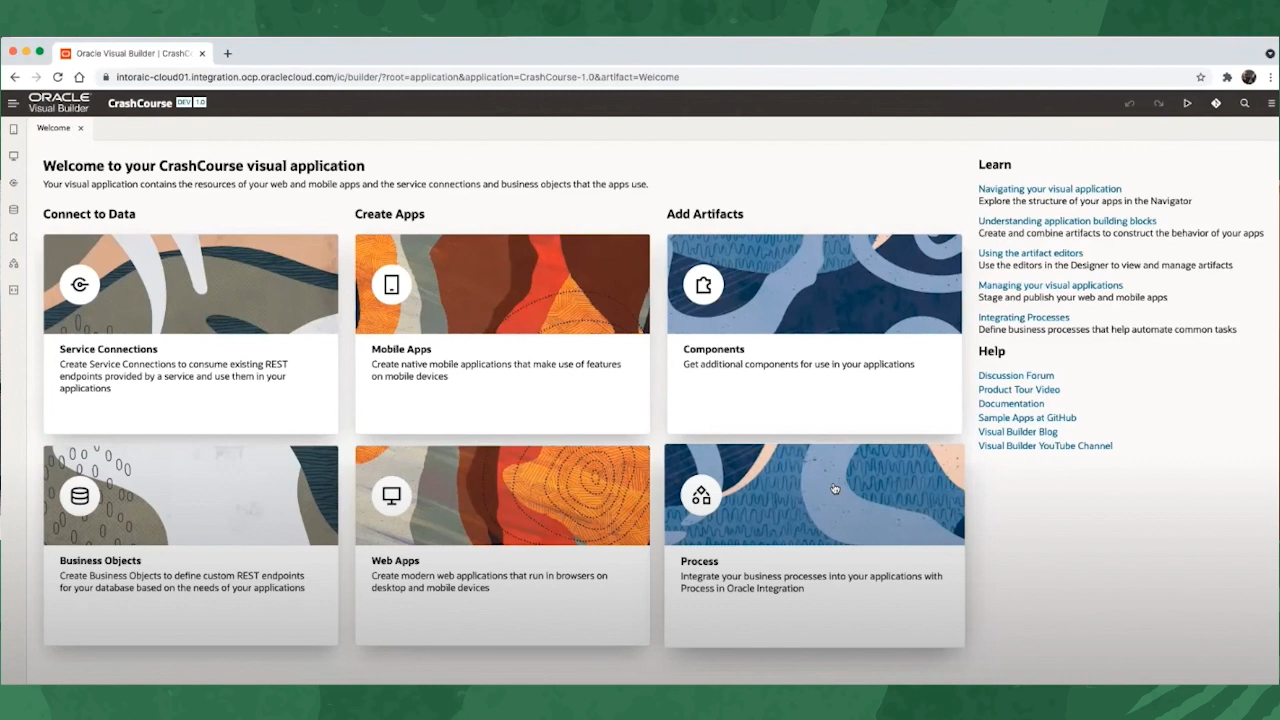 Oracle Visual Builder | CrashCo
intoraic-cloud01.integration.ocp.oraclecloud.com/ic/builder/?root=application&application=CrashCourse-1.0&artifact=Welcome
ORACLE
Visual Builder
CrashCourse DEV 1.0
Welcome
Welcome to your CrashCourse visual application
Your visual application contains the resources of your web and mobile apps and the service connections and business objects that the apps use.
Connect to Data
Service Connections
Create Service Connections to consume existing REST
endpoints provided by a service and use them in your
applications
Business Objects
Create Business Objects to define custom REST endpoints
for your database based on the needs of your applications
Create Apps
Mobile Apps
Create native mobile applications that make use of features
on mobile devices
Web Apps
Create modern web applications that run in browsers on
desktop and mobile devices
Add Artifacts
Components
Get additional components for use in your applications
Process
Integrate your business processes into your applications with
Process in Oracle Integration
Learn
Navigating your visual application
Explore the structure of your apps in the Navigator
Understanding application building blocks
Create and combine artifacts to construct the behavior of your apps
Using the artifact editors
Use the editors in the Designer to view and manage artifacts
Managing your visual applications
Stage and publish your web and mobile apps
Integrating Processes
Define business processes that help automate common tasks
Help
Discussion Forum
Product Tour Video
Documentation
Sample Apps at GitHub
Visual Builder Blog
Visual Builder YouTube Channel